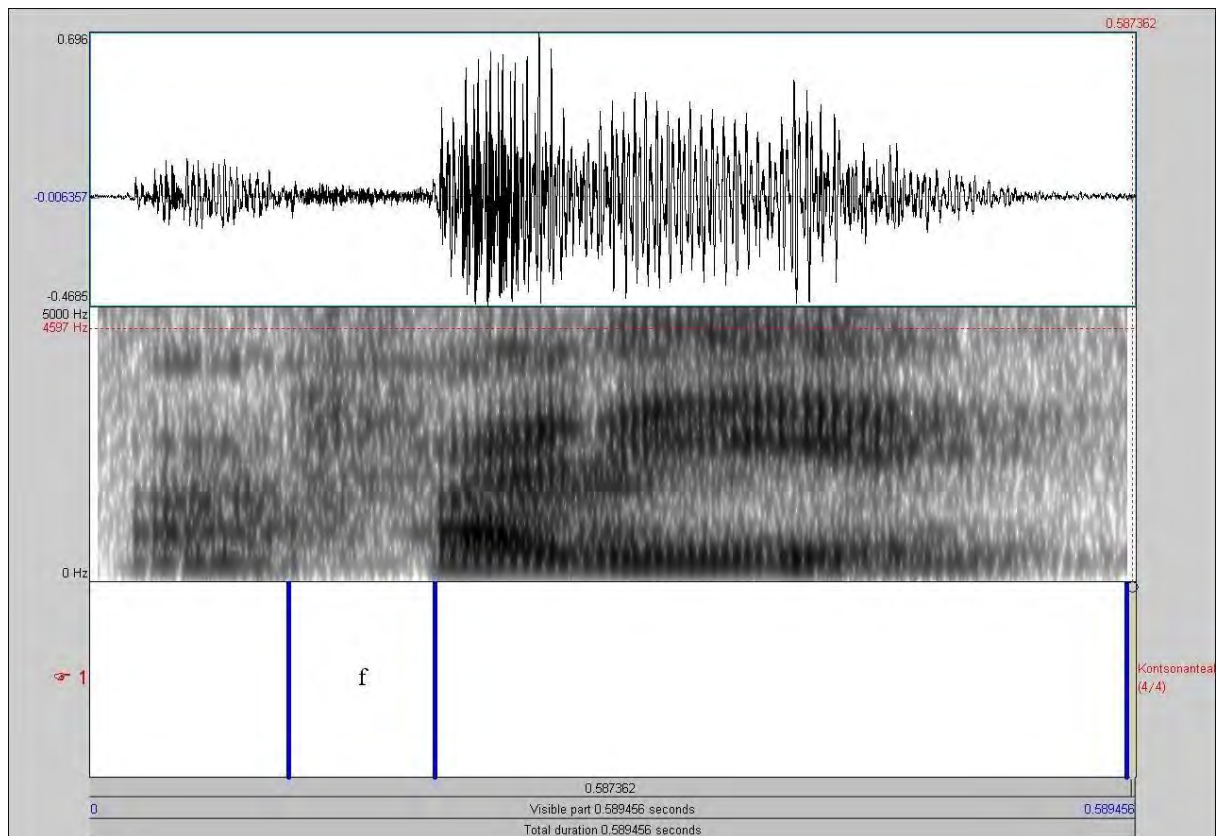 0.587362
0.696
-0.006357
-0.4685
5000 Hz
4597 Hz
0 Hz
f
☞ 1
Kontsonanteal
(4/4)
0.587362
0
Visible part 0.589456 seconds
0.589456
Total duration 0.589456 seconds